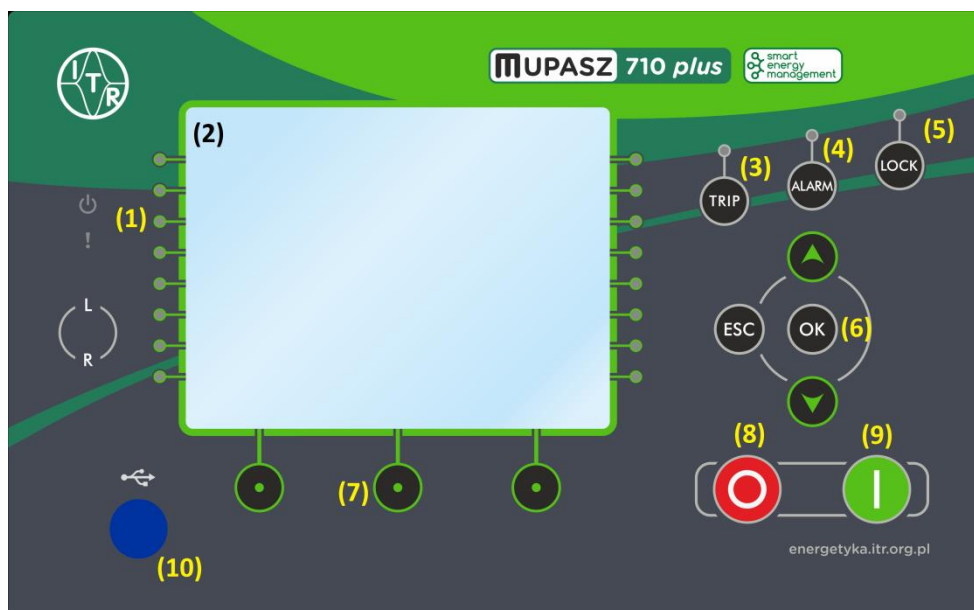 ITR
MUPASZ 710 plus
smart
energy
management
(2)
(5)
(4)
(3)
LOCK
ALARM
TRIP
(1)
!
L
R
ESC
OK
(6)
(8)
(9)
(7)
(10)
energetyka.itr.org.pl